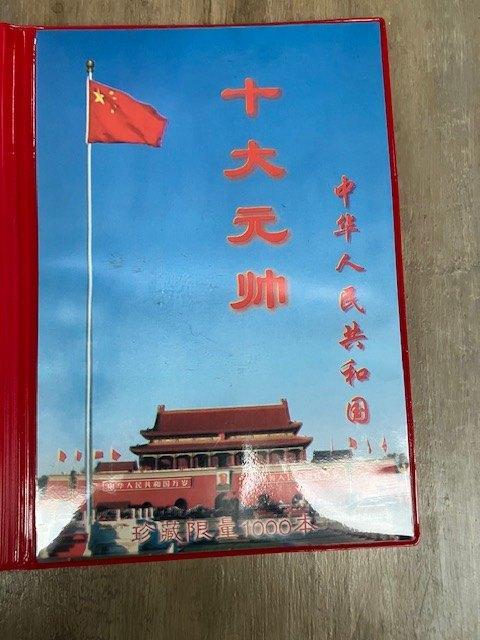 中华人民共和国
十大元帅
中华人民共和国万岁
珍藏限量1000本